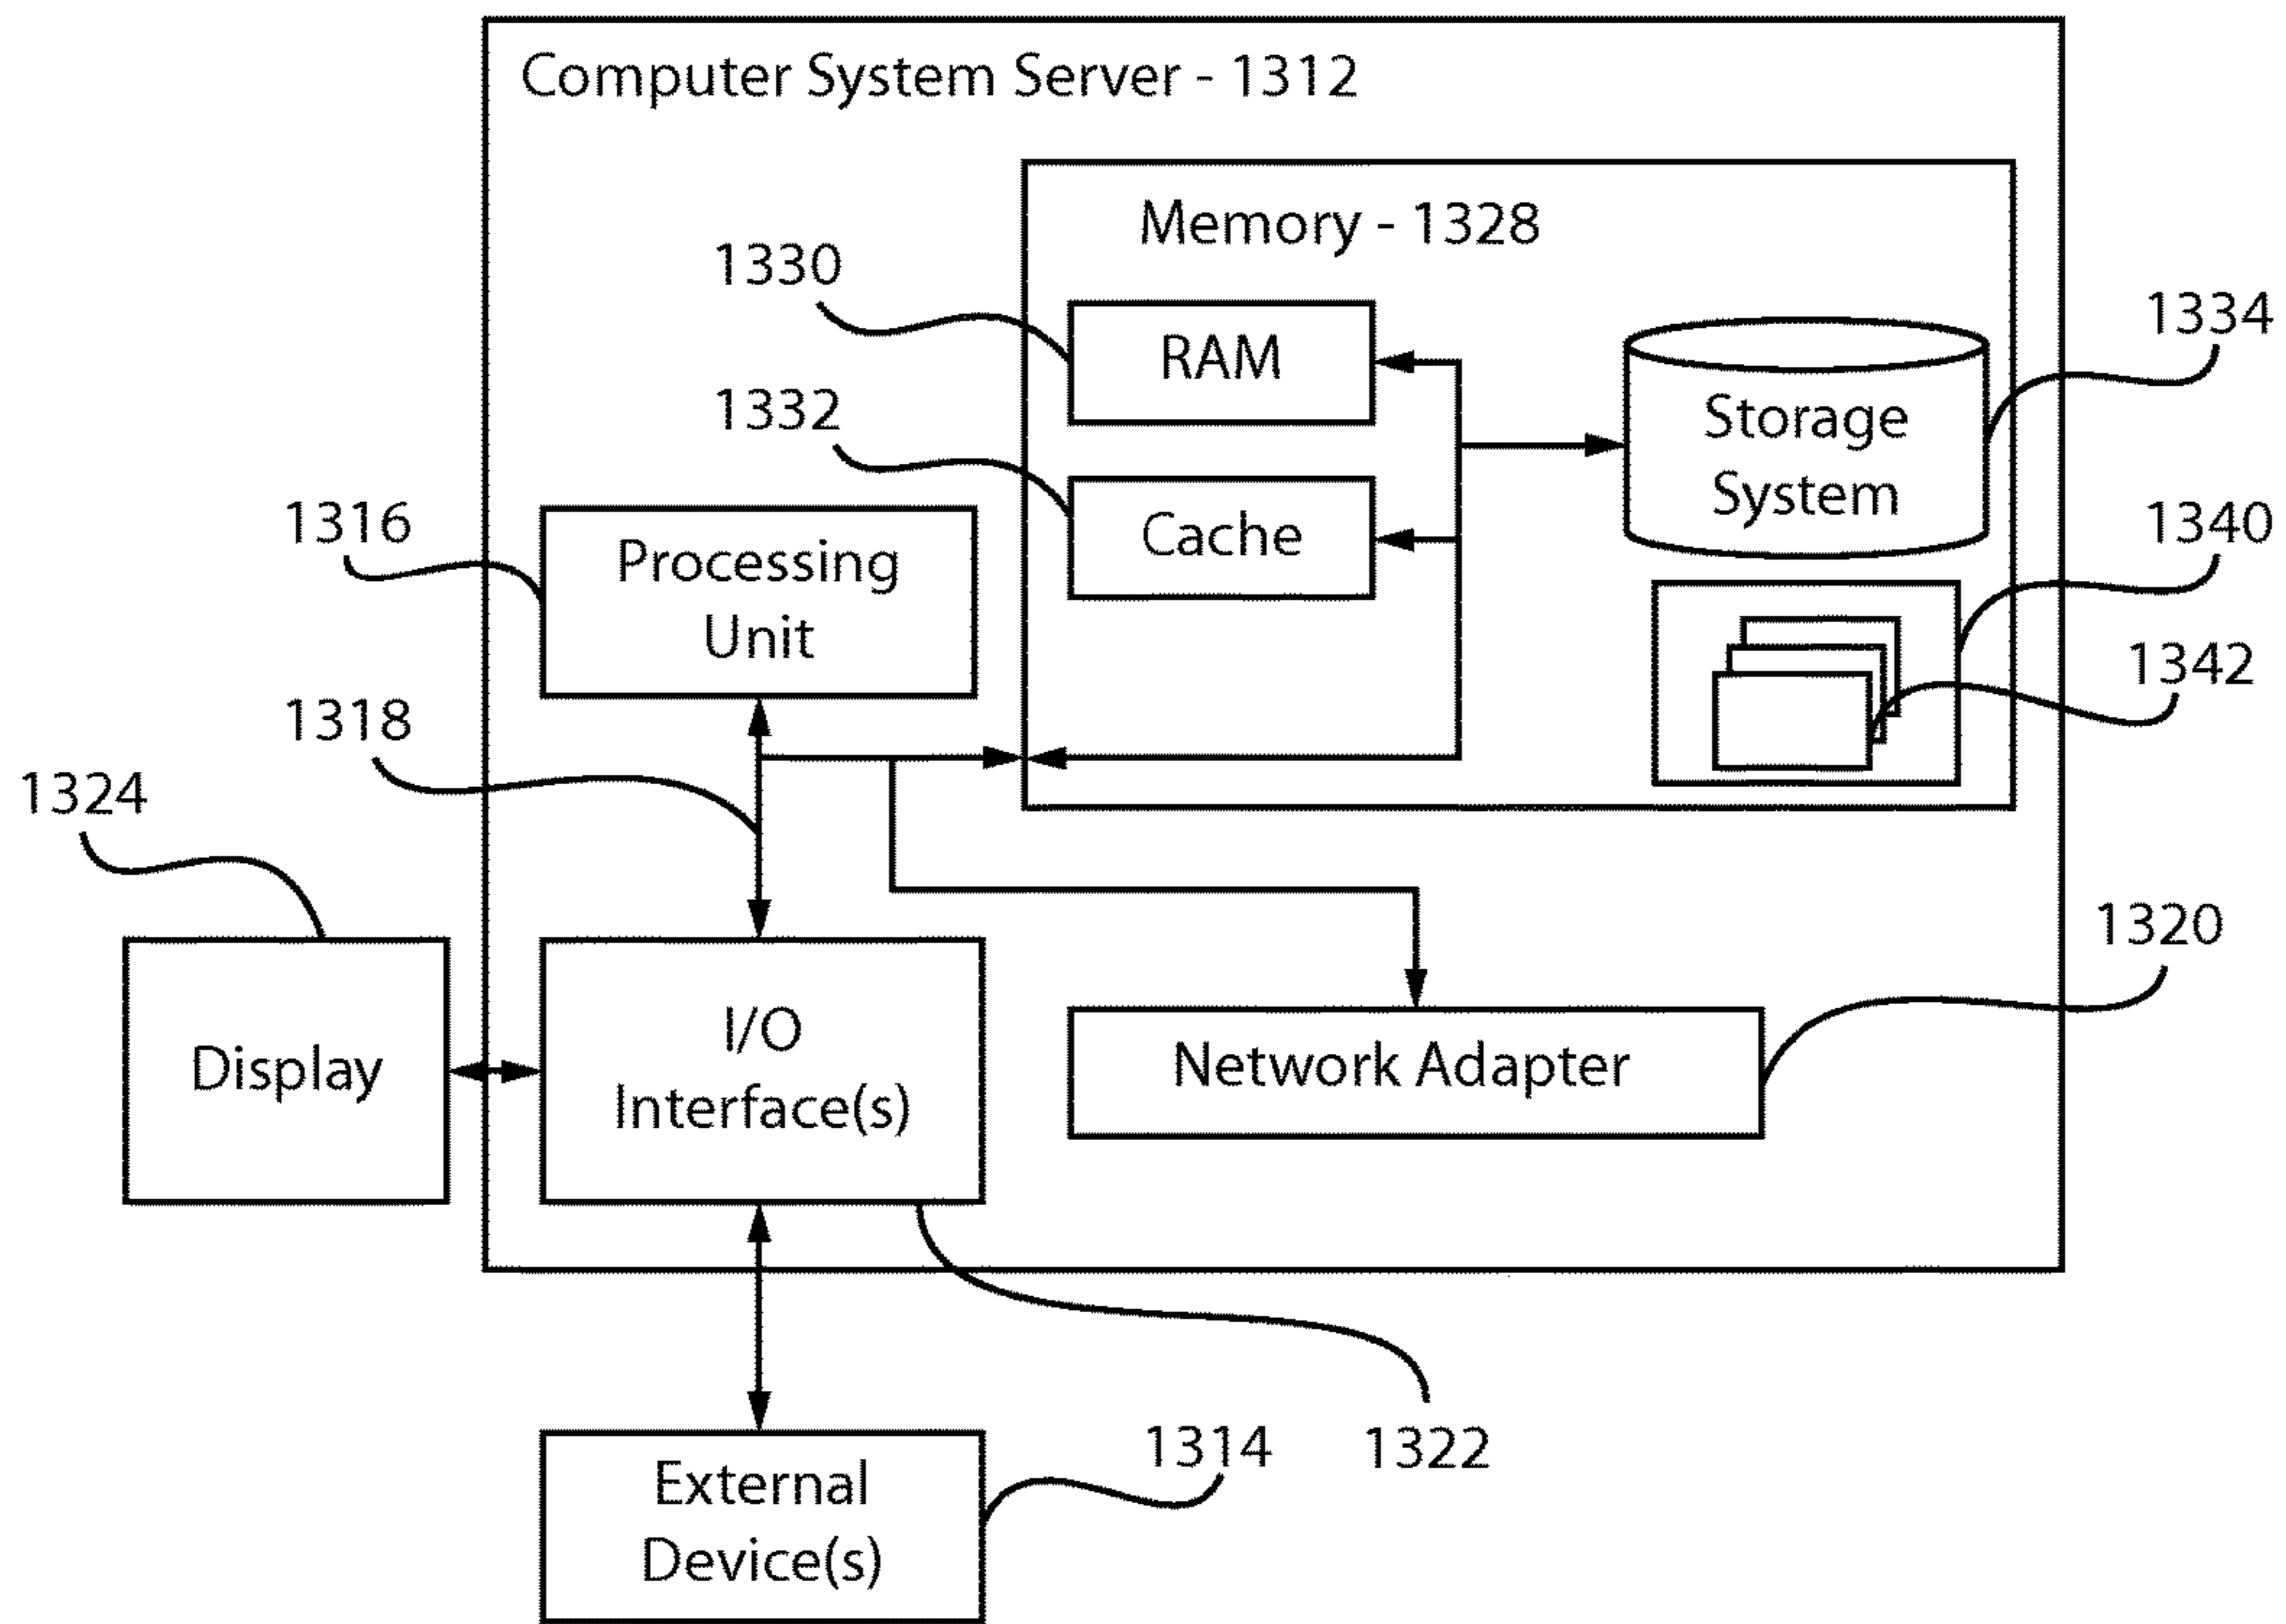 Computer System Server - 1312
Memory - 1328
1330
RAM
1334
1332
Storage
System
Cache
1316
Processing
Unit
1340
1342
1318
1324
1320
Display
I/O
Interface(s)
Network Adapter
1314
1322
External
Device(s)